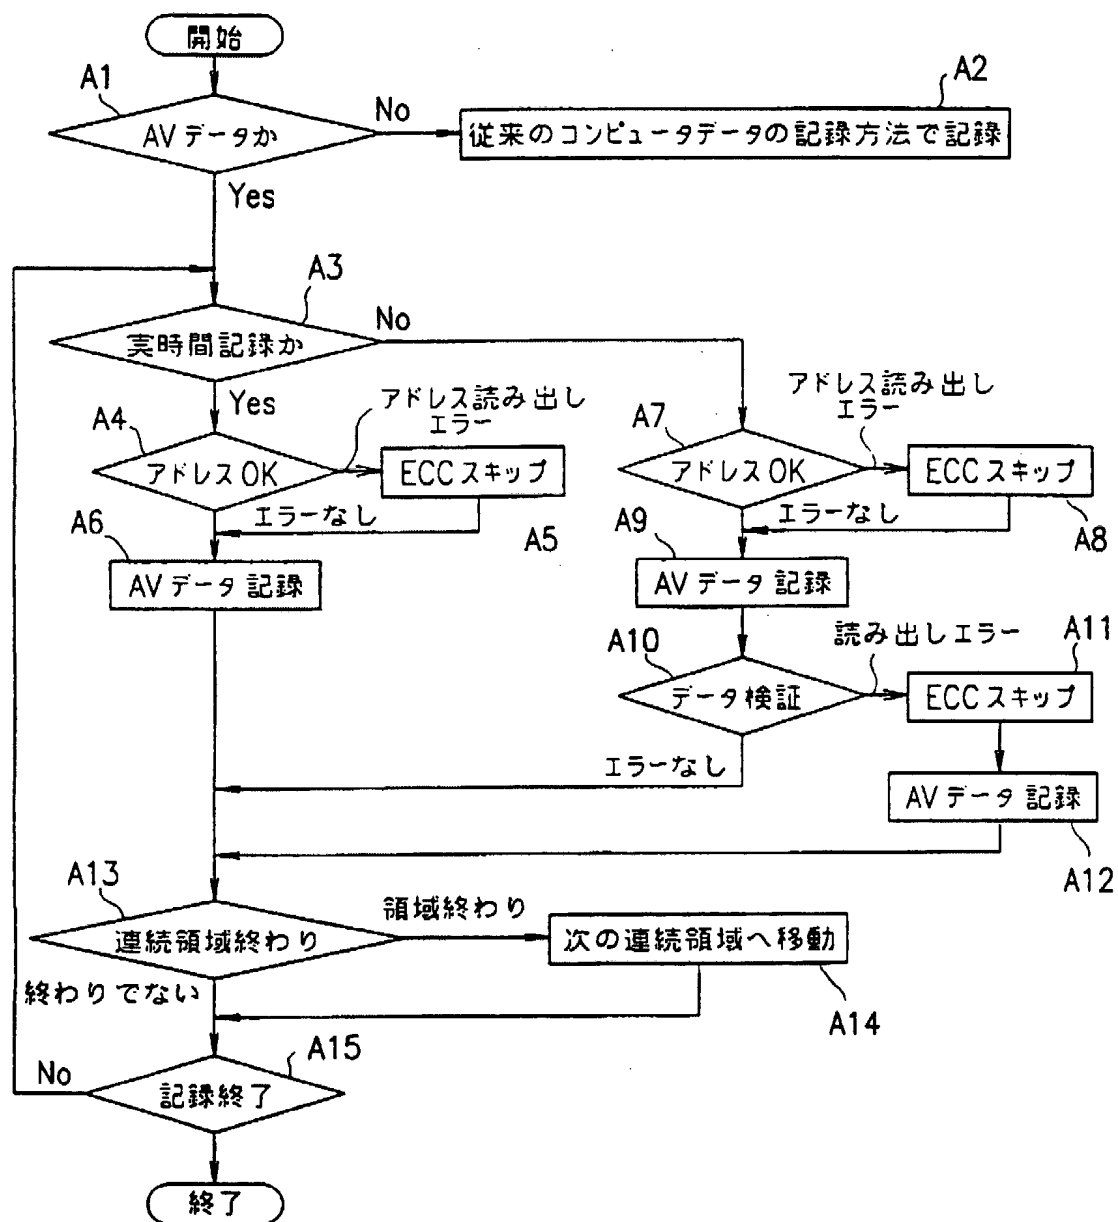 開始
A1
AVデータか
No
A2
従来のコンピュータデータの記録方法で記録
Yes
A3
実時間記録か
No
Yes
A4
アドレスOK
アドレス読み出し
エラー
ECCスキップ
エラーなし
A5
A6
AVデータ記録
A7
アドレスOK
アドレス読み出し
エラー
ECCスキップ
エラーなし
A8
A9
AVデータ記録
A10
データ検証
読み出しエラー
A11
ECCスキップ
エラーなし
AVデータ記録
A12
A13
連続領域終わり
領域終わり
次の連続領域へ移動
A14
終わりでない
A15
記録終了
No
終了